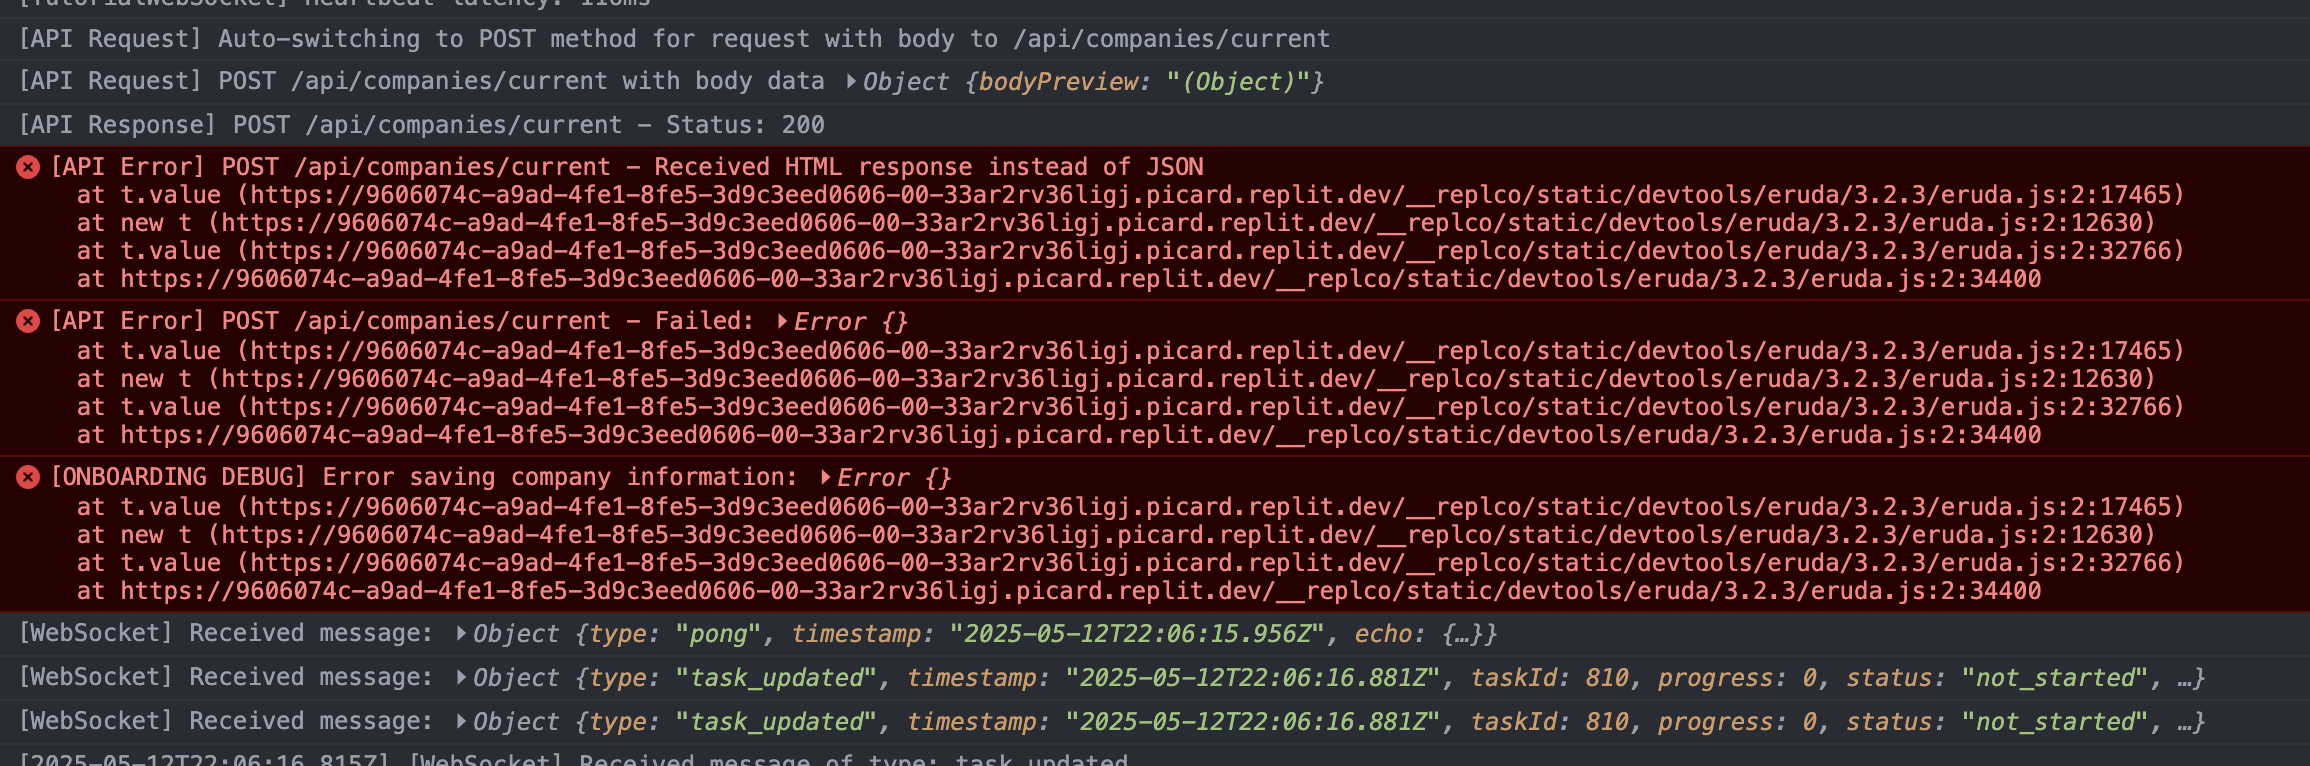 [TutorialWebSocket] Heartbeat latency: 116ms
[API Request] Auto-switching to POST method for request with body to /api/companies/current
[API Request] POST /api/companies/current with body data ▶Object {bodyPreview: "(Object)"}
[API Response] POST /api/companies/current – Status: 200
[API Error] POST /api/companies/current – Received HTML response instead of JSON
at t.value (https://9606074c-a9ad-4fe1-8fe5-3d9c3eed0606-00-33ar2rv36ligj.picard.replit.dev/__replco/static/devtools/eruda/3.2.3/eruda.js:2:17465)
at new t (https://9606074c-a9ad-4fe1-8fe5-3d9c3eed0606-00-33ar2rv36ligj.picard.replit.dev/__replco/static/devtools/eruda/3.2.3/eruda.js:2:12630)
at t.value (https://9606074c-a9ad-4fe1-8fe5-3d9c3eed0606-00-33ar2rv36ligj.picard.replit.dev/__replco/static/devtools/eruda/3.2.3/eruda.js:2:32766)
at https://9606074c-a9ad-4fe1-8fe5-3d9c3eed0606-00-33ar2rv36ligj.picard.replit.dev/__replco/static/devtools/eruda/3.2.3/eruda.js:2:34400
[API Error] POST /api/companies/current – Failed: ▶Error {}
at t.value (https://9606074c-a9ad-4fe1-8fe5-3d9c3eed0606-00-33ar2rv36ligj.picard.replit.dev/__replco/static/devtools/eruda/3.2.3/eruda.js:2:17465)
at new t (https://9606074c-a9ad-4fe1-8fe5-3d9c3eed0606-00-33ar2rv36ligj.picard.replit.dev/__replco/static/devtools/eruda/3.2.3/eruda.js:2:12630)
at t.value (https://9606074c-a9ad-4fe1-8fe5-3d9c3eed0606-00-33ar2rv36ligj.picard.replit.dev/__replco/static/devtools/eruda/3.2.3/eruda.js:2:32766)
at https://9606074c-a9ad-4fe1-8fe5-3d9c3eed0606-00-33ar2rv36ligj.picard.replit.dev/__replco/static/devtools/eruda/3.2.3/eruda.js:2:34400
[ONBOARDING DEBUG] Error saving company information: ▶Error {}
at t.value (https://9606074c-a9ad-4fe1-8fe5-3d9c3eed0606-00-33ar2rv36ligj.picard.replit.dev/__replco/static/devtools/eruda/3.2.3/eruda.js:2:17465)
at new t (https://9606074c-a9ad-4fe1-8fe5-3d9c3eed0606-00-33ar2rv36ligj.picard.replit.dev/__replco/static/devtools/eruda/3.2.3/eruda.js:2:12630)
at t.value (https://9606074c-a9ad-4fe1-8fe5-3d9c3eed0606-00-33ar2rv36ligj.picard.replit.dev/__replco/static/devtools/eruda/3.2.3/eruda.js:2:32766)
at https://9606074c-a9ad-4fe1-8fe5-3d9c3eed0606-00-33ar2rv36ligj.picard.replit.dev/__replco/static/devtools/eruda/3.2.3/eruda.js:2:34400
[WebSocket] Received message: ▶Object {type: "pong", timestamp: "2025-05-12T22:06:15.956Z", echo: {…}}
[WebSocket] Received message: ▶Object {type: "task_updated", timestamp: "2025-05-12T22:06:16.881Z", taskId: 810, progress: 0, status: "not_started", …}
[WebSocket] Received message: ▶Object {type: "task_updated", timestamp: "2025-05-12T22:06:16.881Z", taskId: 810, progress: 0, status: "not_started", …}
[2025-05-12T22:06:16.815Z] [WebSocket] Received message of type: task_updated